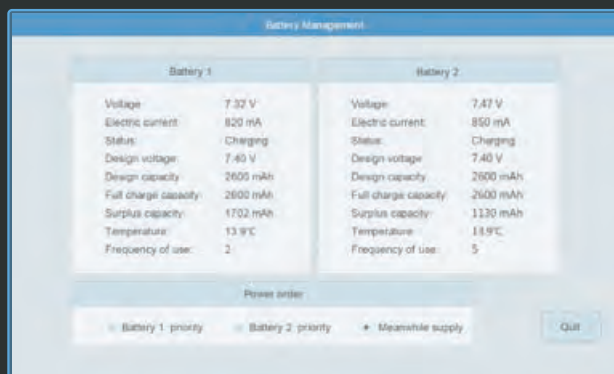 Battery Management
Battery 1
Voltage: 7.32 V
Electric current: 820 mA
Status: Charging
Design voltage: 7.40 V
Design capacity: 2600 mAh
Full charge capacity: 2600 mAh
Surplus capacity: 1702 mAh
Temperature: 13.9°C
Frequency of use: 2
Battery 2
Voltage: 7.47 V
Electric current: 850 mA
Status: Charging
Design voltage: 7.40 V
Design capacity: 2600 mAh
Full charge capacity: 2600 mAh
Surplus capacity: 1130 mAh
Temperature: 13.9°C
Frequency of use: 5
Power order
Battery 1 priority
Battery 2 priority
Meanwhile supply
Quit